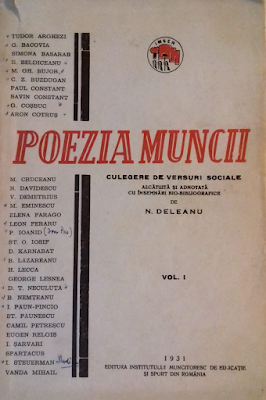 TUDOR ARGHEZI
G. BACOVIA
SIMONA BASARAB
N. BELDICEANU
M. GH. BUJOR
C. Z. BUZDUGAN
PAUL CONSTANT
SAVIN CONSTANT
G. COȘBUC
ARON COTRUȘ
POEZIA MUNCII
CULEGERE DE VERSURI SOCIALE
ALCĂTUITĂ ȘI ADNOTATĂ
CU ÎNSEMNĂRI BIO-BIBLIOGRAFICE
DE
N. DELEANU
VOL. I
M. CRUCEANU
N. DAVIDESCU
V. DEMETRIUS
M. EMINESCU
ELENA FARAGO
LEON FERARU
P. IOANID
ST. O. IOSIF
D. KARNABAT
B. LĂZAREANU
H. LECCA
GEORGE LESNEA
D. T. NECULUȚĂ
B. NEMȚEANU
I. PAUN-PINCIO
ST. PAUNESCU
CAMIL PETRESCU
EUGEN RELGIS
I. SARVARI
SPARTACUS
I. STEUERMAN
VANDA MIHAIL
1931
EDITURA INSTITUTULUI MUNCITORESC DE EDUCAȚIE
ȘI SPORT DIN ROMÂNIA